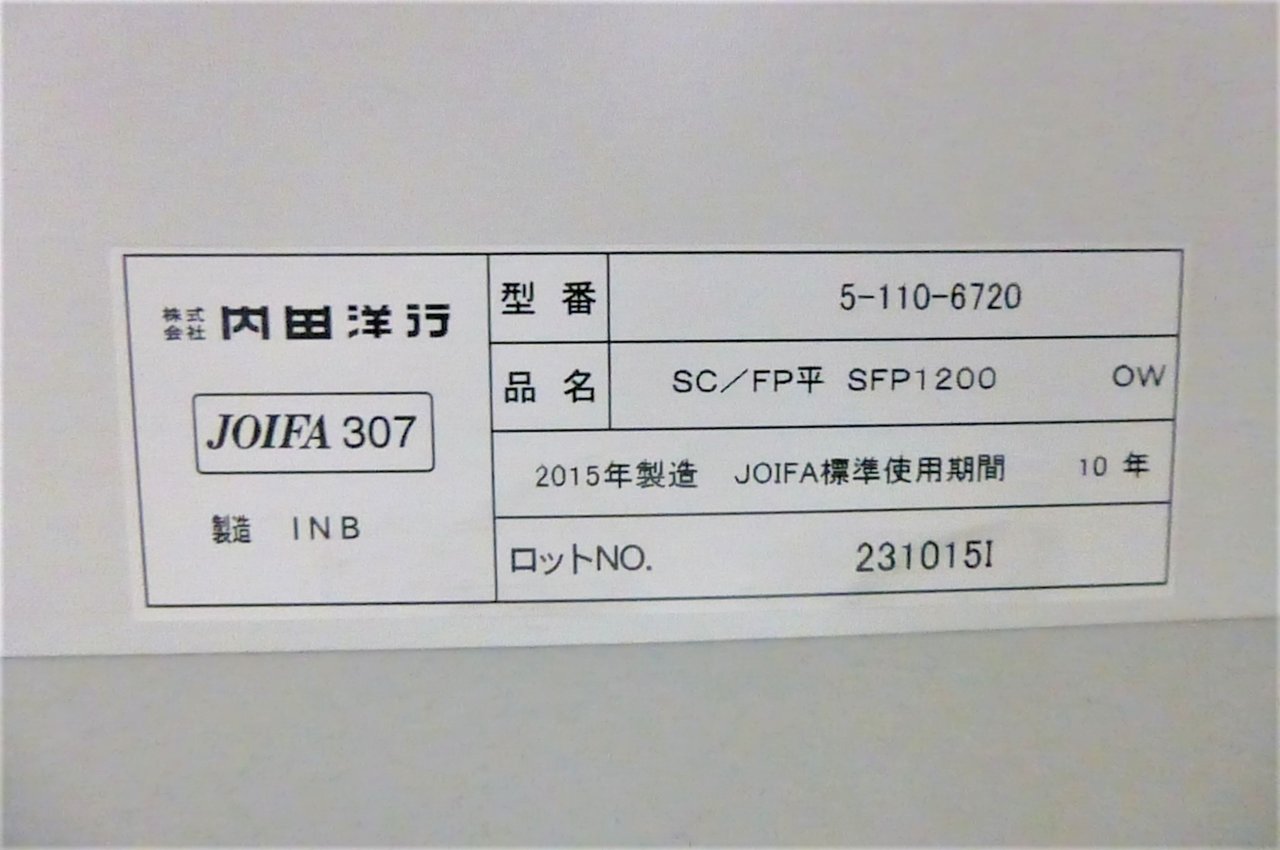 株式会社 内田洋行
JOIFA 307
製造 INB
型番 5-110-6720
品名 SC／FP平 SFP1200 OW
2015年製造 JOIFA標準使用期間 10年
ロットNO. 231015I